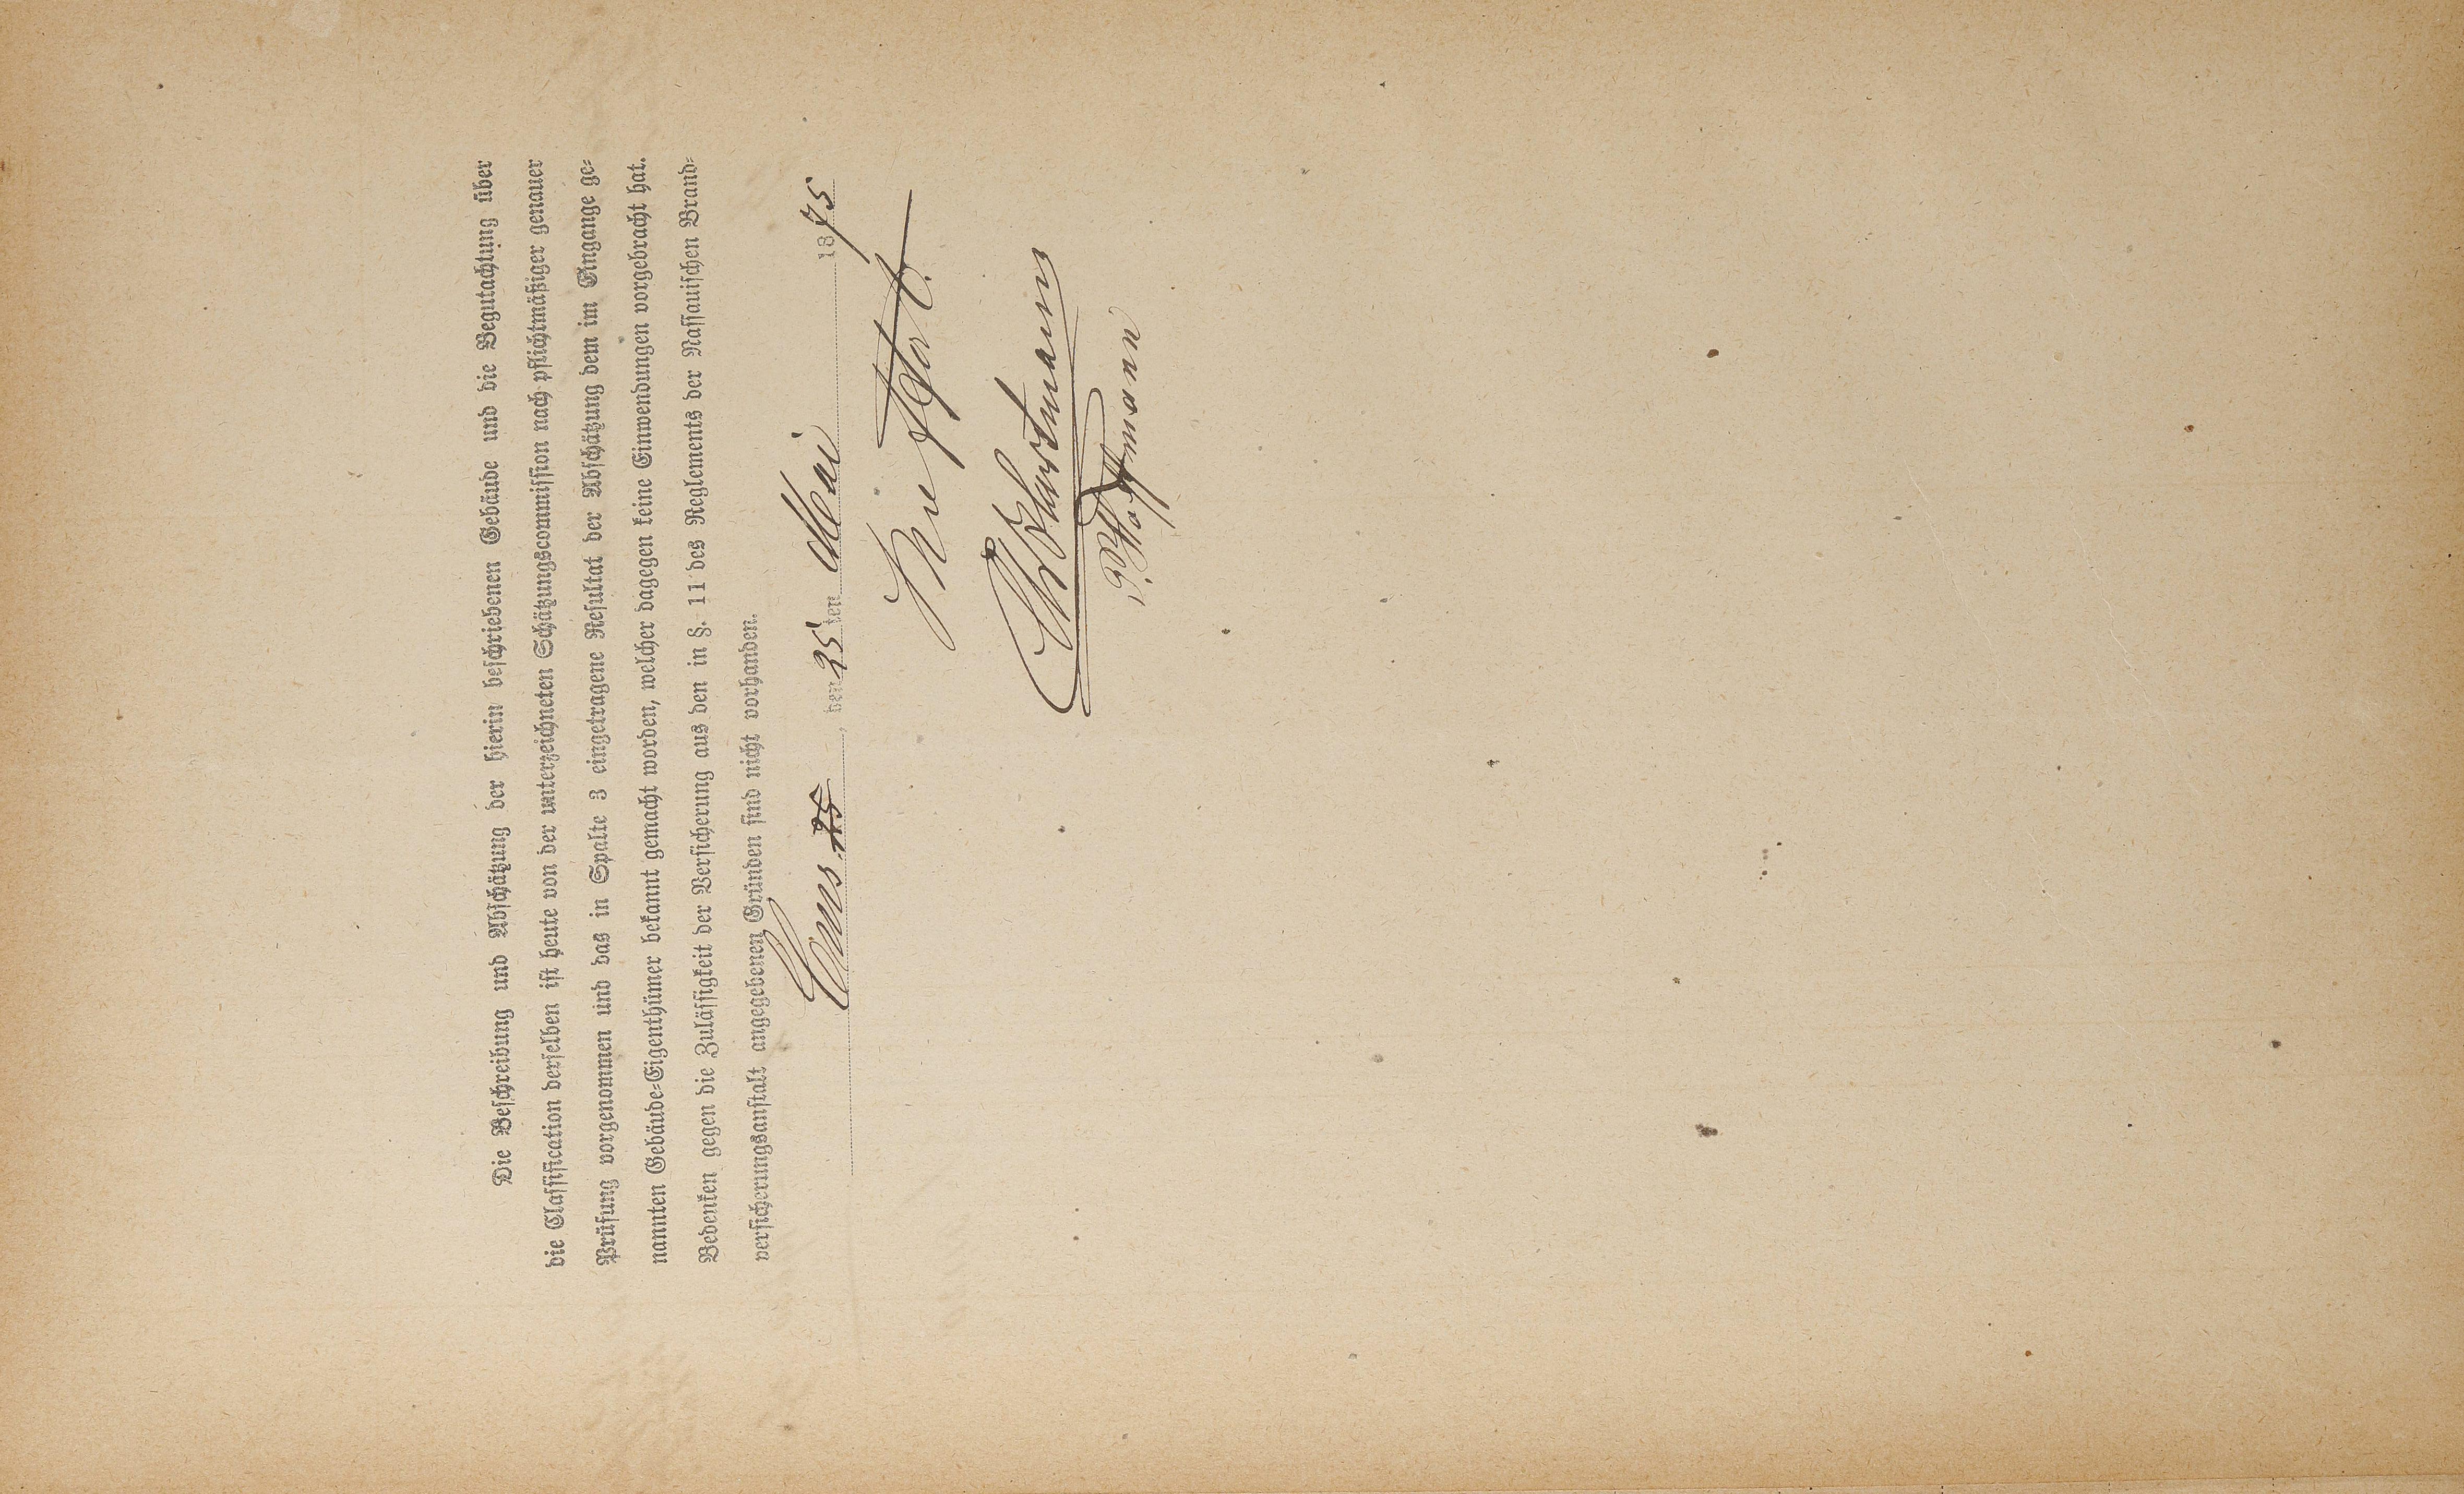 Die Beschreibung und Abschätzung der hierin beschriebenen Gebäude und die Begutachtung über
die Classification derselben ist heute von der unterzeichneten Schätzungscommission nach pflichtmäßiger genauer
Prüfung vorgenommen und das in Spalte 3 eingetragene Resultat der Abschätzung dem im Eingange ge-
nannten Gebäude-Eigenthümer bekannt gemacht worden, welcher dagegen keine Einwendungen vorgebracht hat.
Bedenken gegen die Zulässigkeit der Versicherung aus den in §. 11 des Reglements der Nassauischen Brand-
versicherungsanstalt angegebenen Gründen sind nicht vorhanden.
Ems 25, den 25 ten Mai 1875
P. Hoffmann